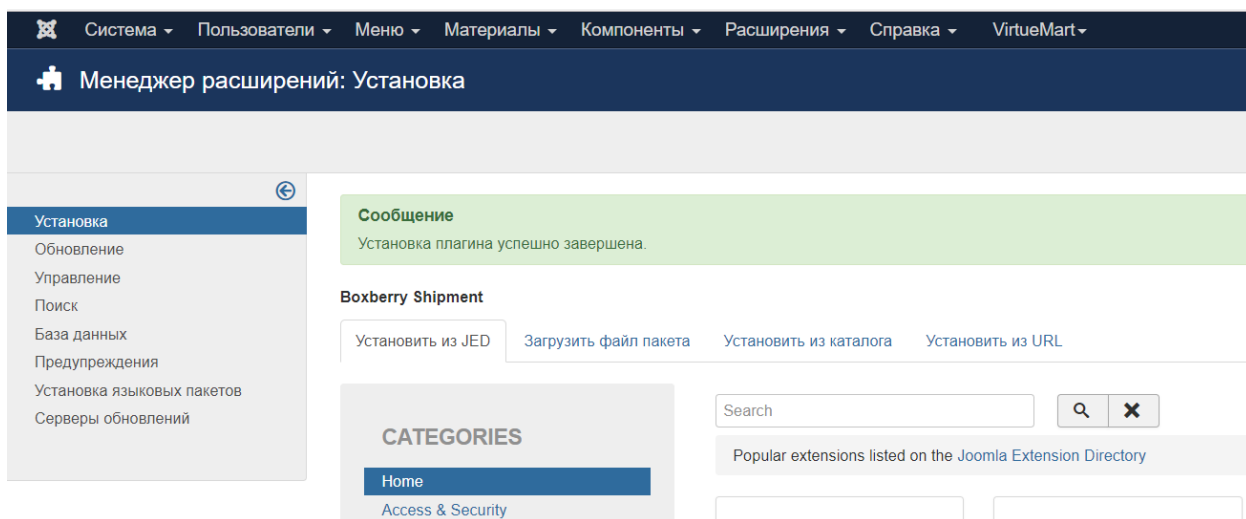 Система Пользователи Меню Материалы Компоненты Расширения Справка VirtueMart
Менеджер расширений: Установка
Установка
Обновление
Управление
Поиск
База данных
Предупреждения
Установка языковых пакетов
Серверы обновлений
Сообщение
Установка плагина успешно завершена.
Boxberry Shipment
Установить из JED Загрузить файл пакета Установить из каталога Установить из URL
CATEGORIES
Home
Access & Security
Search
Popular extensions listed on the Joomla Extension Directory